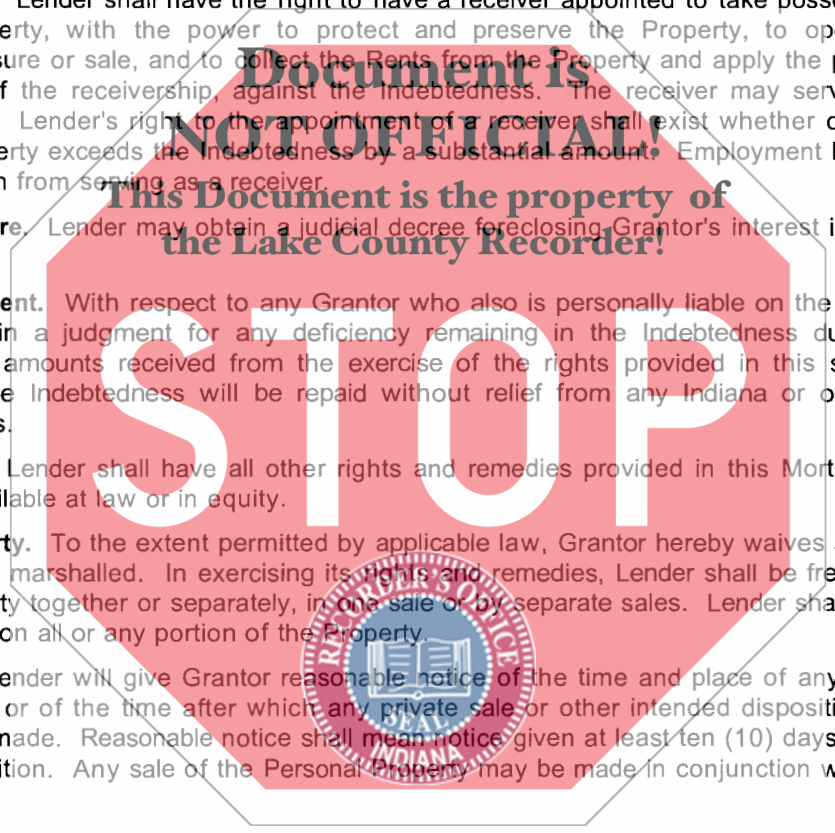 Lender shall have the right to have a receiver appointed to take posse
erty, with the power to protect and preserve the Property, to op
sure or sale, and to collect the Rents from the Property and apply the p
f the receivership, against the Indebtedness. The receiver may serv
Lender's right to the appointment of a receiver shall exist whether o
erty exceeds the Indebtedness by a substantial amount. Employment b
n from serving as a receiver.
re. Lender may obtain a judicial decree foreclosing Grantor's interest i
ent. With respect to any Grantor who also is personally liable on the
in a judgment for any deficiency remaining in the Indebtedness du
amounts received from the exercise of the rights provided in this s
e Indebtedness will be repaid without relief from any Indiana or o
s.
Lender shall have all other rights and remedies provided in this Mort
ilable at law or in equity.
rty. To the extent permitted by applicable law, Grantor hereby waives
marshalled. In exercising its rights and remedies, Lender shall be fre
ty together or separately, in one sale or by separate sales. Lender sha
on all or any portion of the Property.
ender will give Grantor reasonable notice of the time and place of any
or of the time after which any private sale or other intended dispositi
made. Reasonable notice shall mean notice given at least ten (10) days
ition. Any sale of the Personal Property may be made in conjunction w
Document is
NOT OFFICIAL!
This Document is the property of
the Lake County Recorder!
STOP
RECORDER'S OFFICE
SEAL
INDIANA